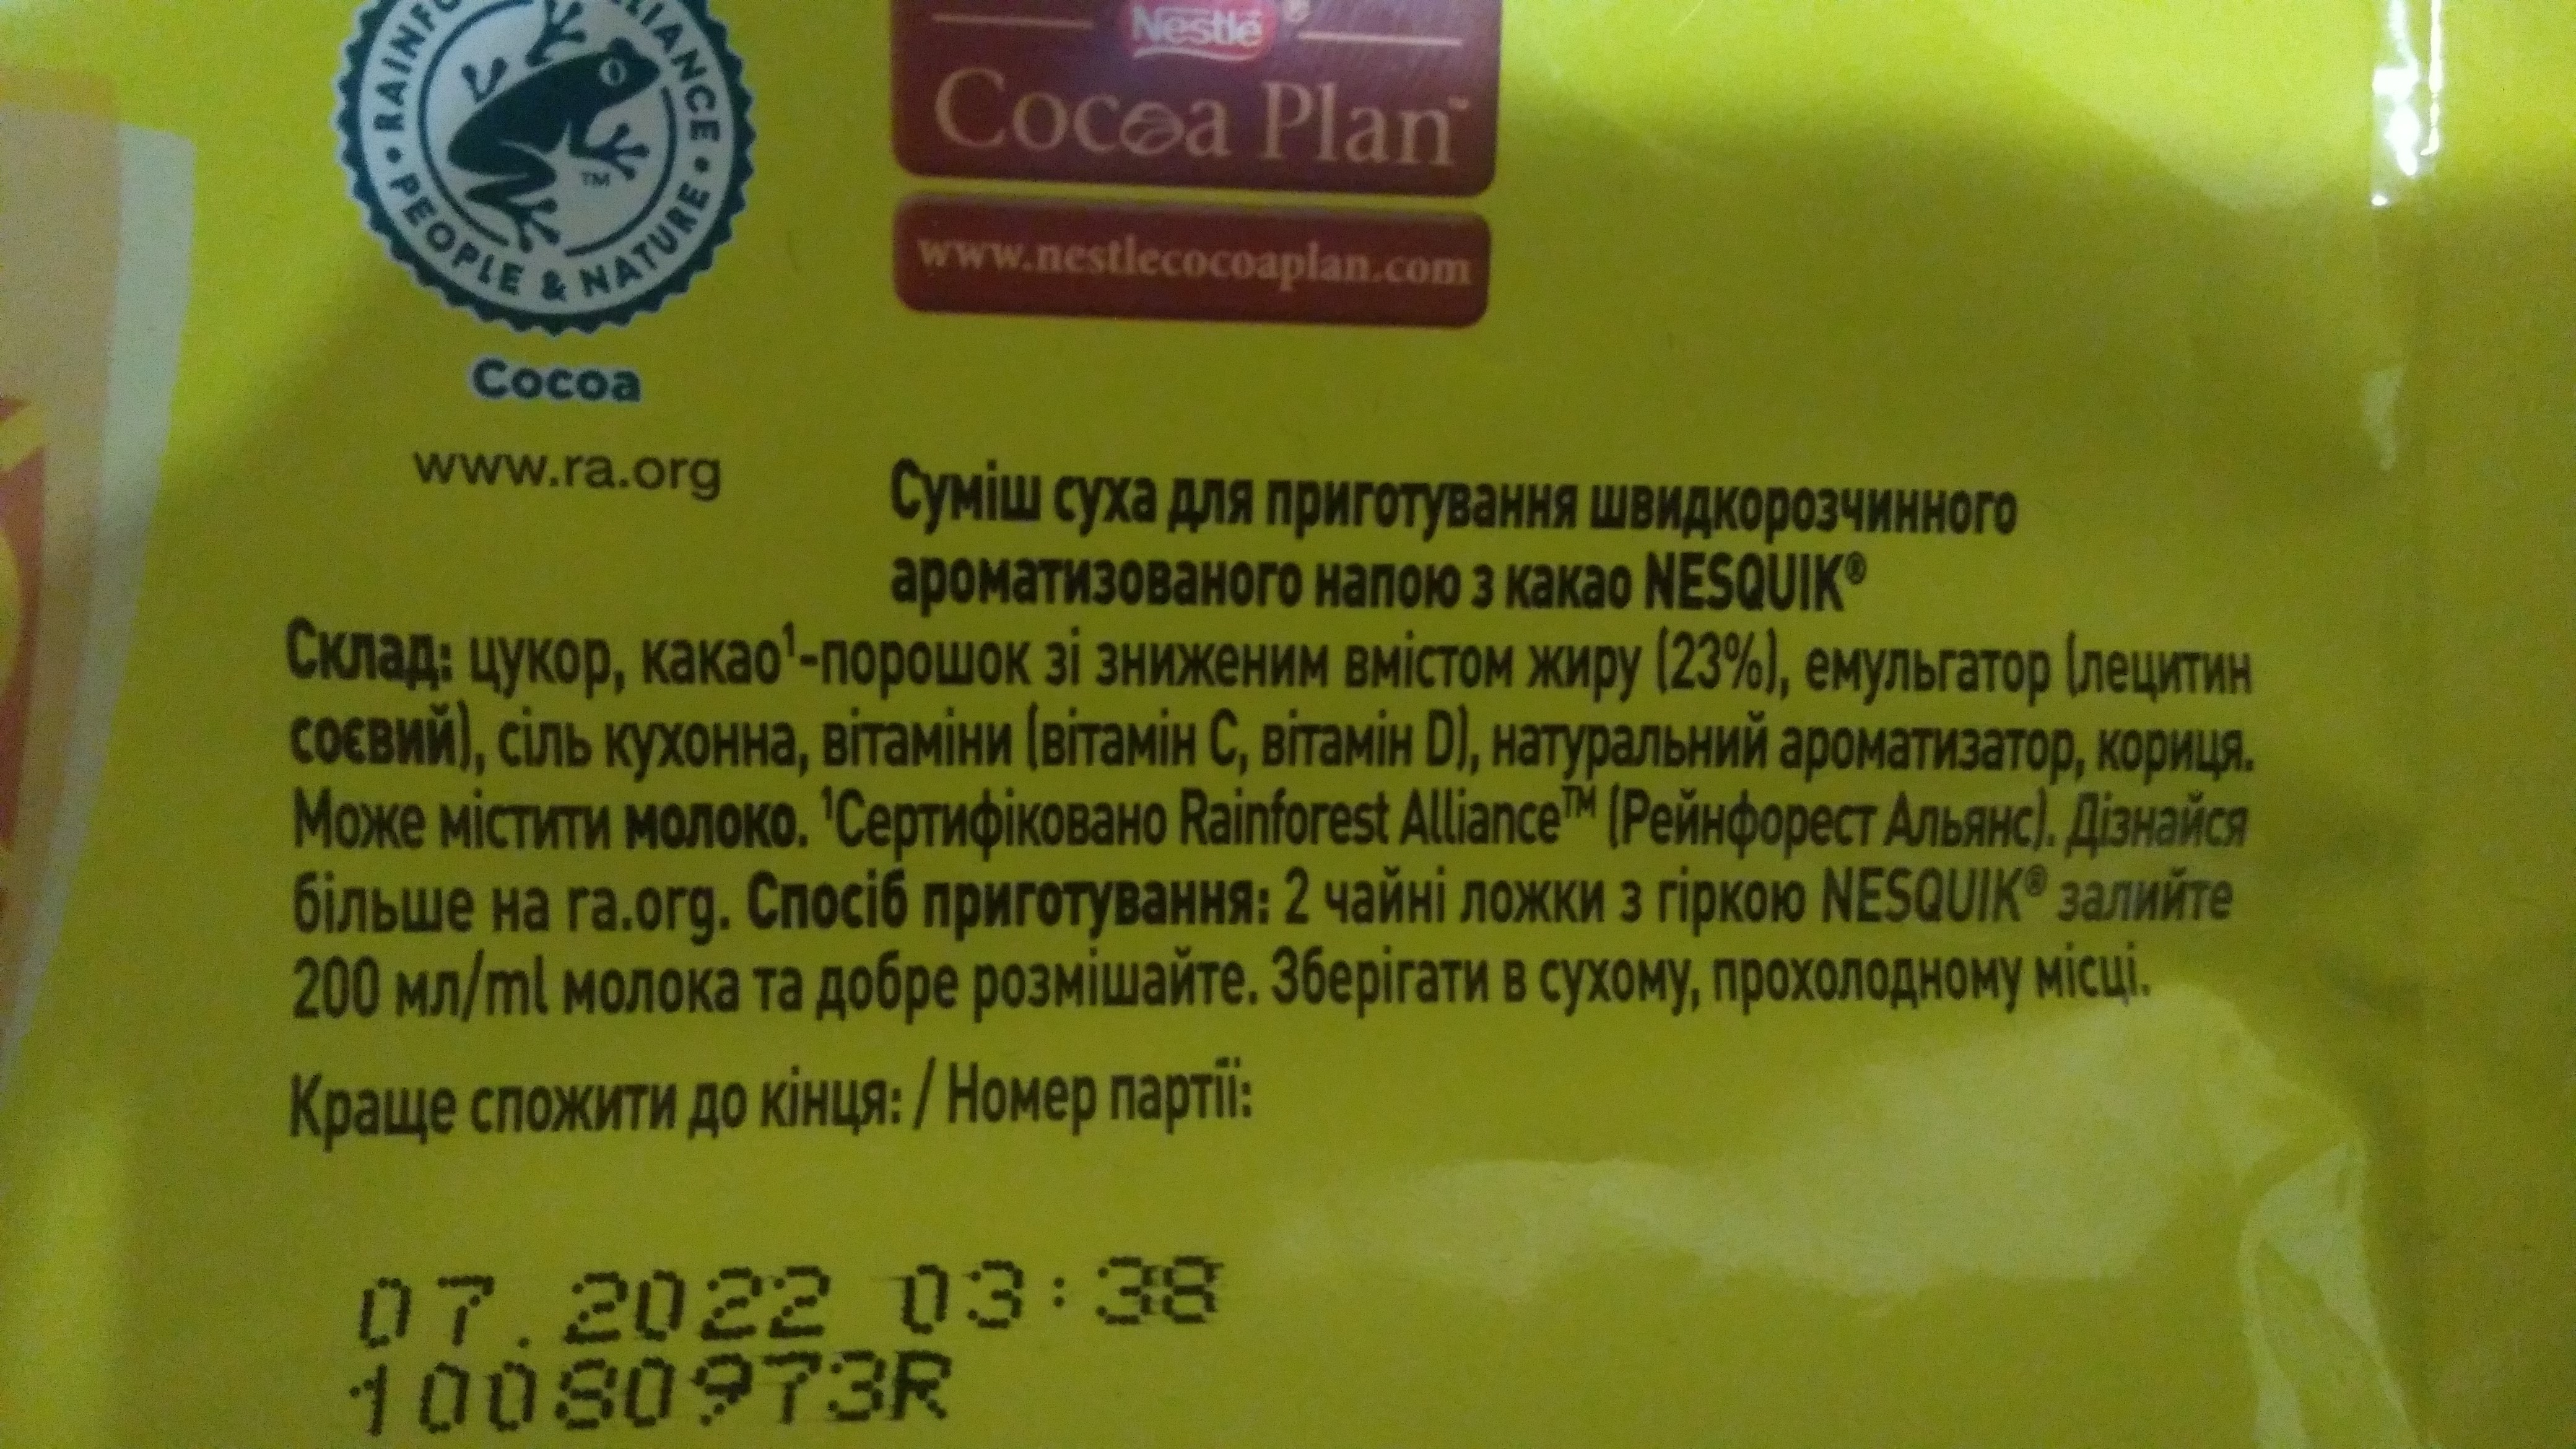 RAINFOREST ALLIANCE • PEOPLE & NATURE •
TM
Cocoa
www.ra.org
Nestlé®
Cocoa Plan™
www.nestlecocoaplan.com
Суміш суха для приготування швидкорозчинного
ароматизованого напою з какао NESQUIK®
Склад: цукор, какао¹-порошок зі зниженим вмістом жиру (23%), емульгатор (лецитин
соєвий), сіль кухонна, вітаміни (вітамін C, вітамін D), натуральний ароматизатор, кориця.
Може містити молоко. ¹Сертифіковано Rainforest Alliance™ (Рейнфорест Альянс). Дізнайся
більше на ra.org. Спосіб приготування: 2 чайні ложки з гіркою NESQUIK® залийте
200 мл/ml молока та добре розмішайте. Зберігати в сухому, прохолодному місці.
Краще спожити до кінця: / Номер партії:
07.2022 03:38
10080973R